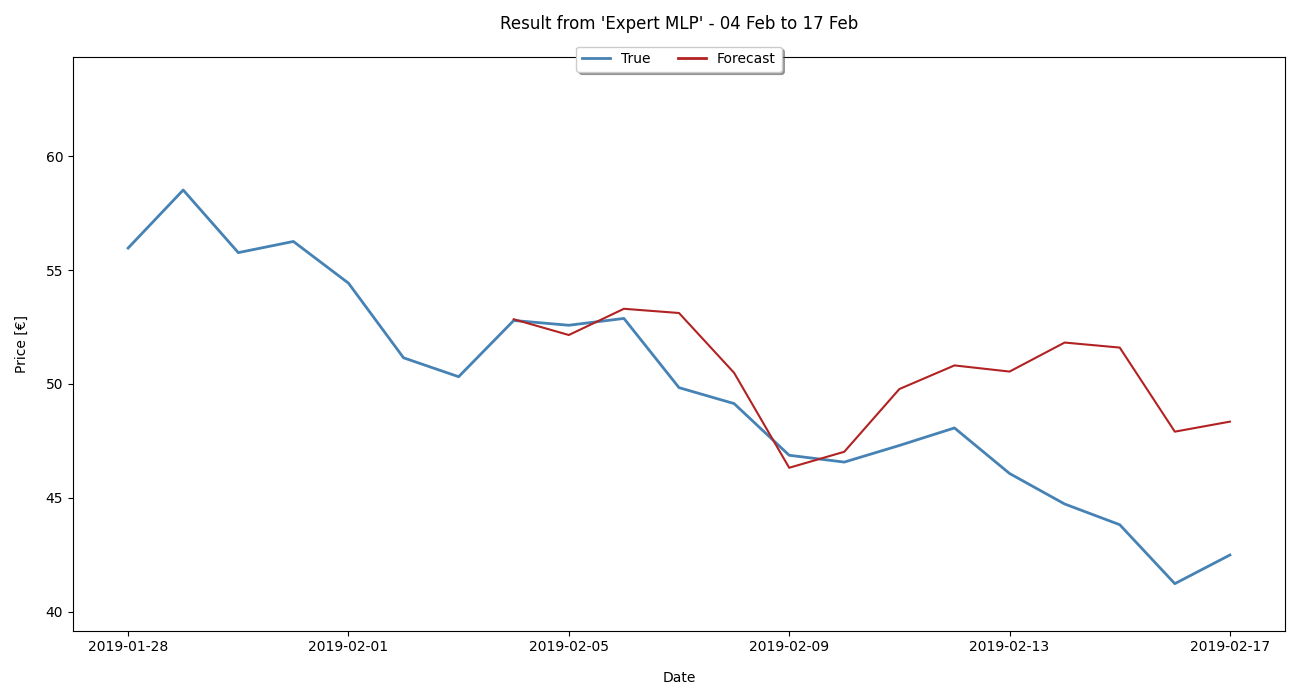 Result from 'Expert MLP' - 04 Feb to 17 Feb
True Forecast
Price [€]
60
55
50
45
40
2019-01-28 2019-02-01 2019-02-05 2019-02-09 2019-02-13 2019-02-17
Date